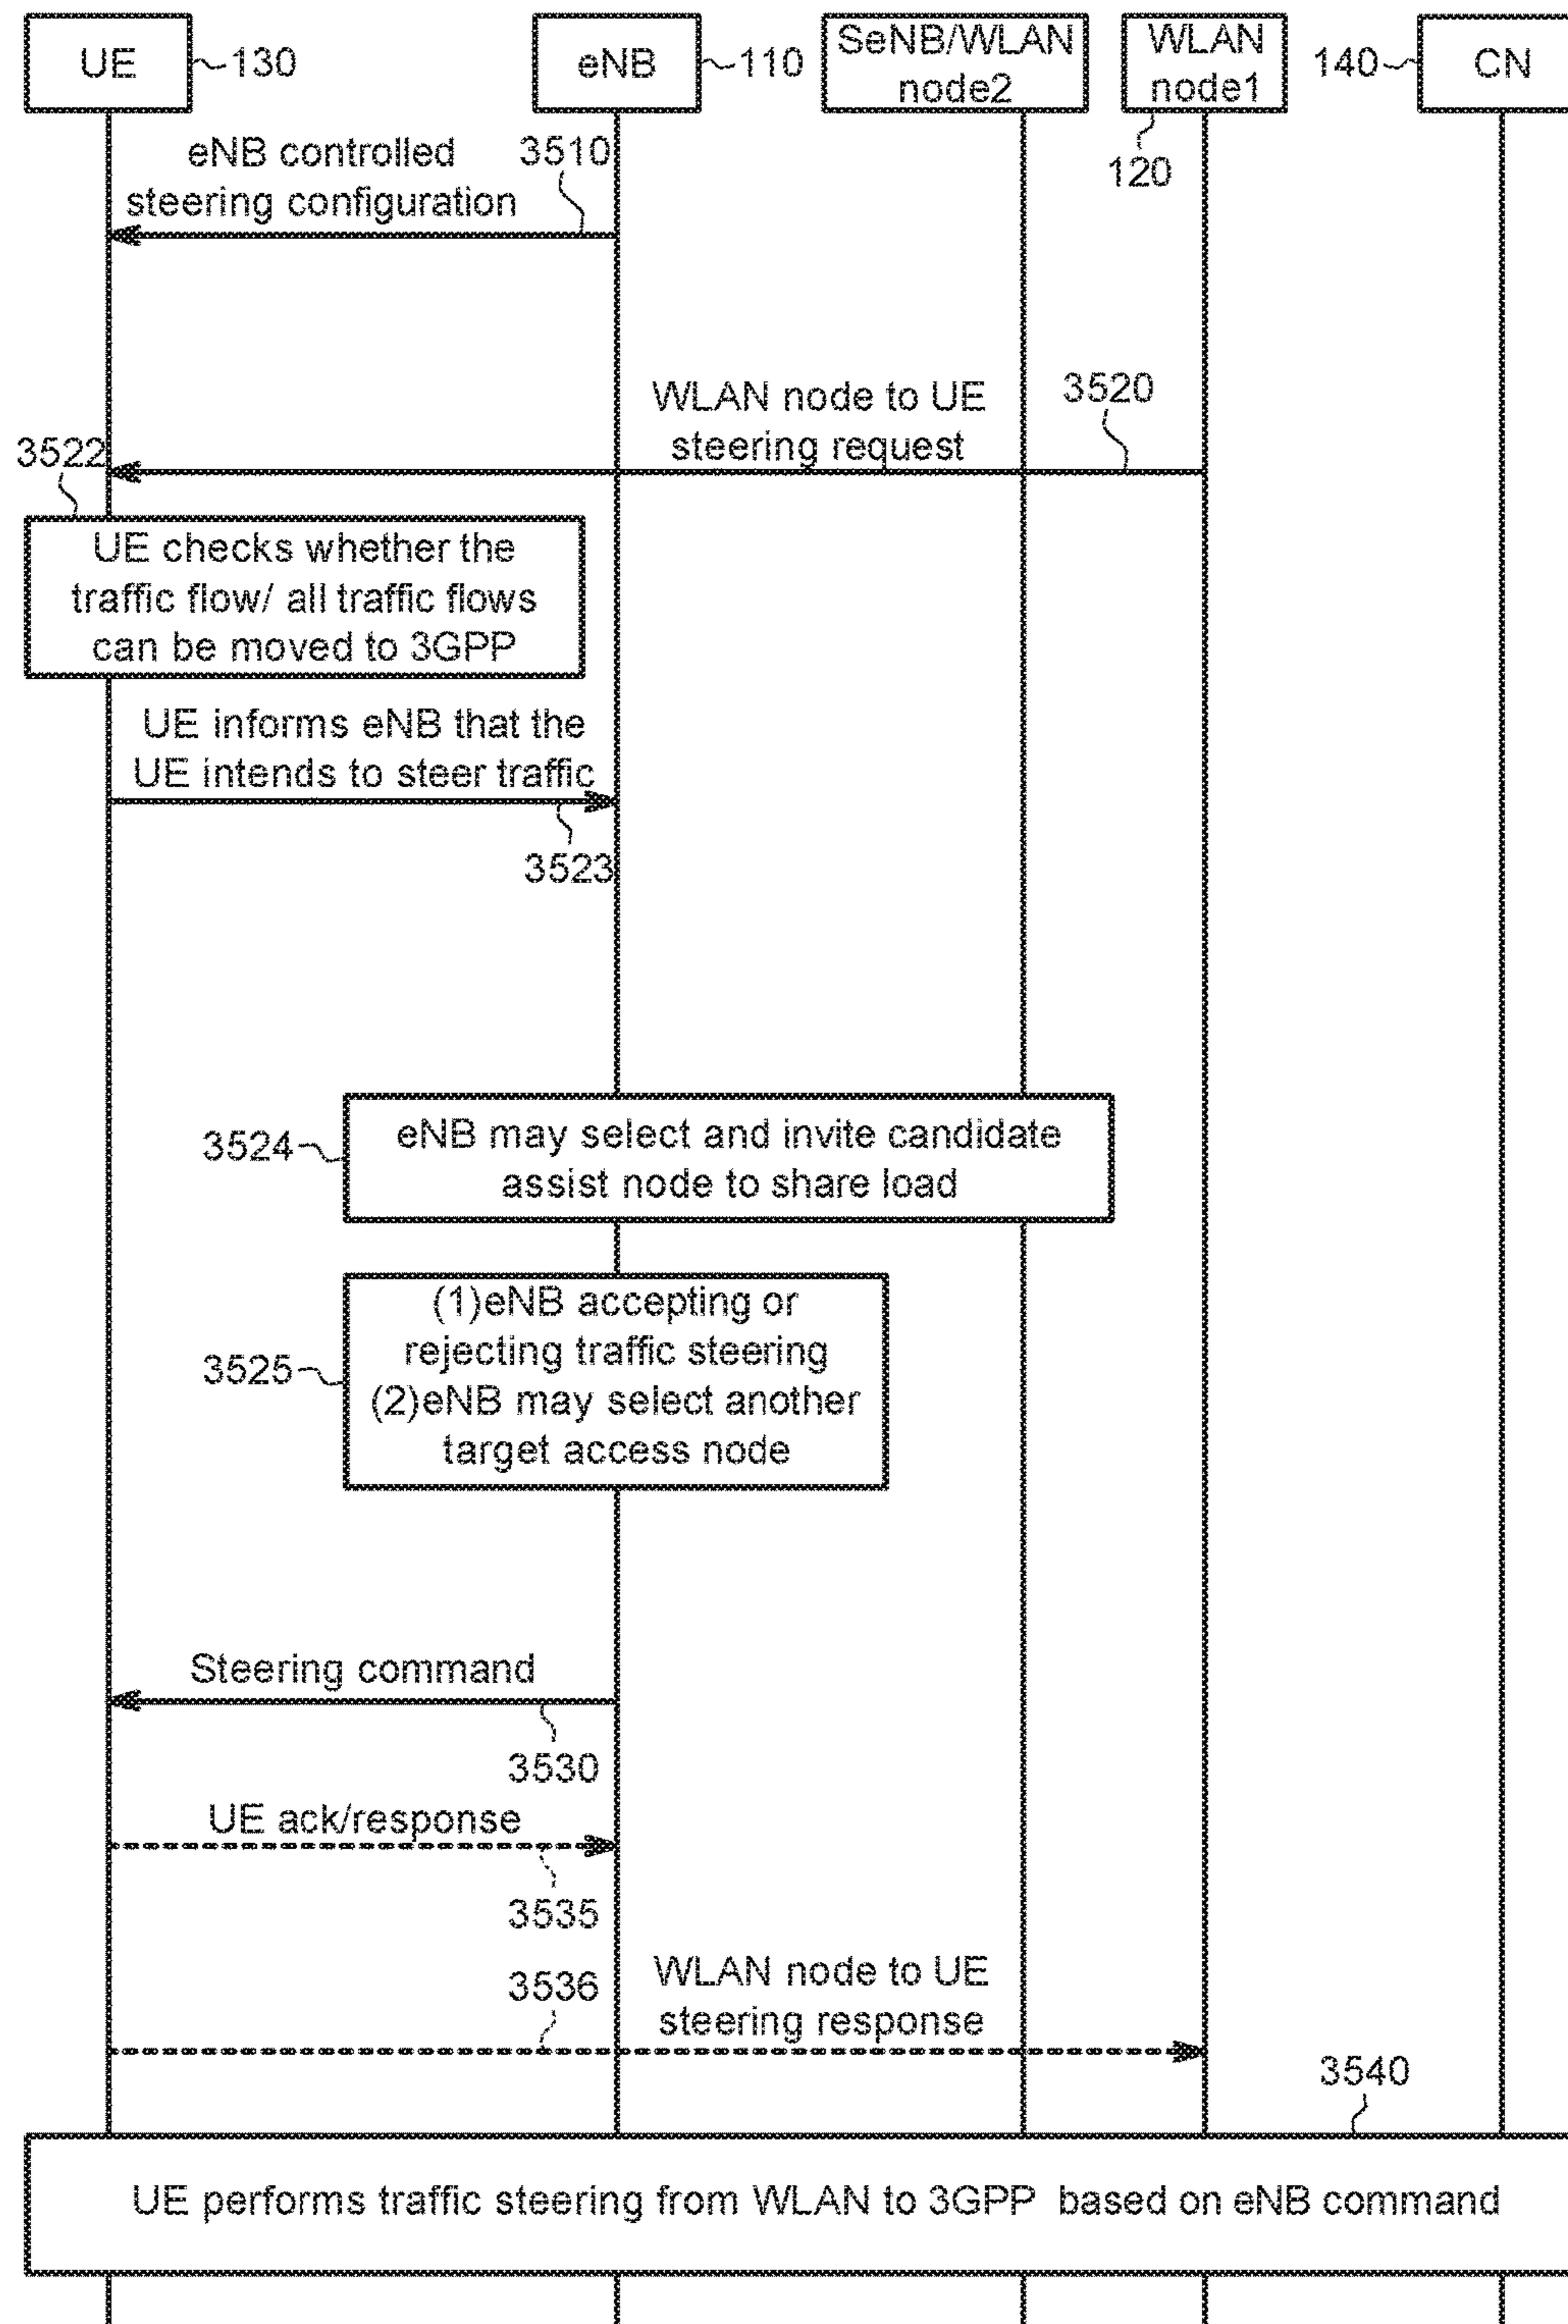 UE
130
eNB
110
SeNB/WLAN
node2
WLAN
node1
120
140
CN
eNB controlled
steering configuration
3510
WLAN node to UE
steering request
3520
3522
UE checks whether the
traffic flow/ all traffic flows
can be moved to 3GPP
UE informs eNB that the
UE intends to steer traffic
3523
3524
eNB may select and invite candidate
assist node to share load
3525
(1)eNB accepting or
rejecting traffic steering
(2)eNB may select another
target access node
Steering command
3530
UE ack/response
3535
3536
WLAN node to UE
steering response
3540
UE performs traffic steering from WLAN to 3GPP based on eNB command